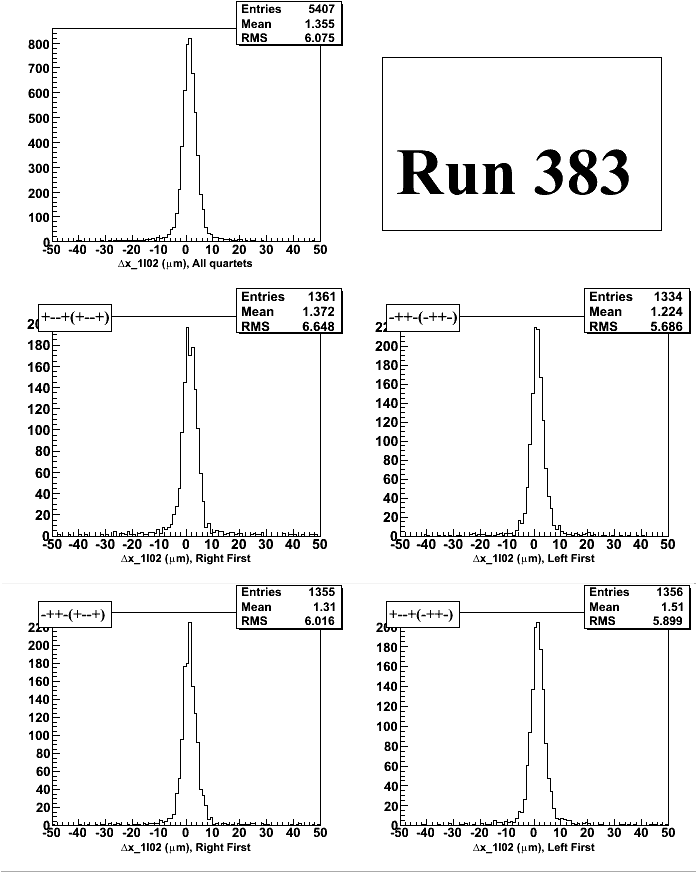 Entries 5407
Mean 1.355
RMS 6.075
800
700
600
500
400
300
200
100
0
-50 -40 -30 -20 -10 0 10 20 30 40 50
Δx_1I02 (μm), All quartets
Run 383
+--+(+--+)
Entries 1361
Mean 1.372
RMS 6.648
180
160
140
120
100
80
60
40
20
0
-50 -40 -30 -20 -10 0 10 20 30 40 50
Δx_1I02 (μm), Right First
-++-(-++-)
Entries 1334
Mean 1.224
RMS 5.686
200
180
160
140
120
100
80
60
40
20
0
-50 -40 -30 -20 -10 0 10 20 30 40 50
Δx_1I02 (μm), Left First
-++-(+--+)
Entries 1355
Mean 1.31
RMS 6.016
200
180
160
140
120
100
80
60
40
20
0
-50 -40 -30 -20 -10 0 10 20 30 40 50
Δx_1I02 (μm), Right First
+--+(-++-)
Entries 1356
Mean 1.51
RMS 5.899
200
180
160
140
120
100
80
60
40
20
0
-50 -40 -30 -20 -10 0 10 20 30 40 50
Δx_1I02 (μm), Left First